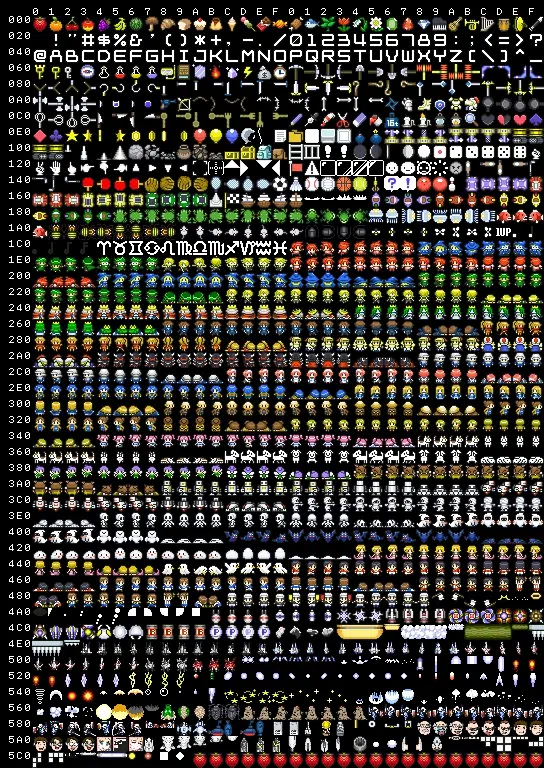 0 1 2 3 4 5 6 7 8 9 A B C D E F 0 1 2 3 4 5 6 7 8 9 A B C D E F
000
020 !"#$%&'()*+,-./0123456789:;<=>?
040 @ABCDEFGHIJKLMNOPQRSTUVWXYZ[\]^_
060
080
0A0
0C0
0E0
100
120
140
160
180
1A0 1UP.
1C0 ♈♉♊♋♌♍♎♏♐♑♒♓
1E0
200
220
240
260
280
2A0
2C0
2E0
300
320
340
360
380
3A0
3C0
3E0
400
420
440
460
480
4A0
4C0 B B B B P P P P
4E0
500
520
540
560
580
5A0
5C0